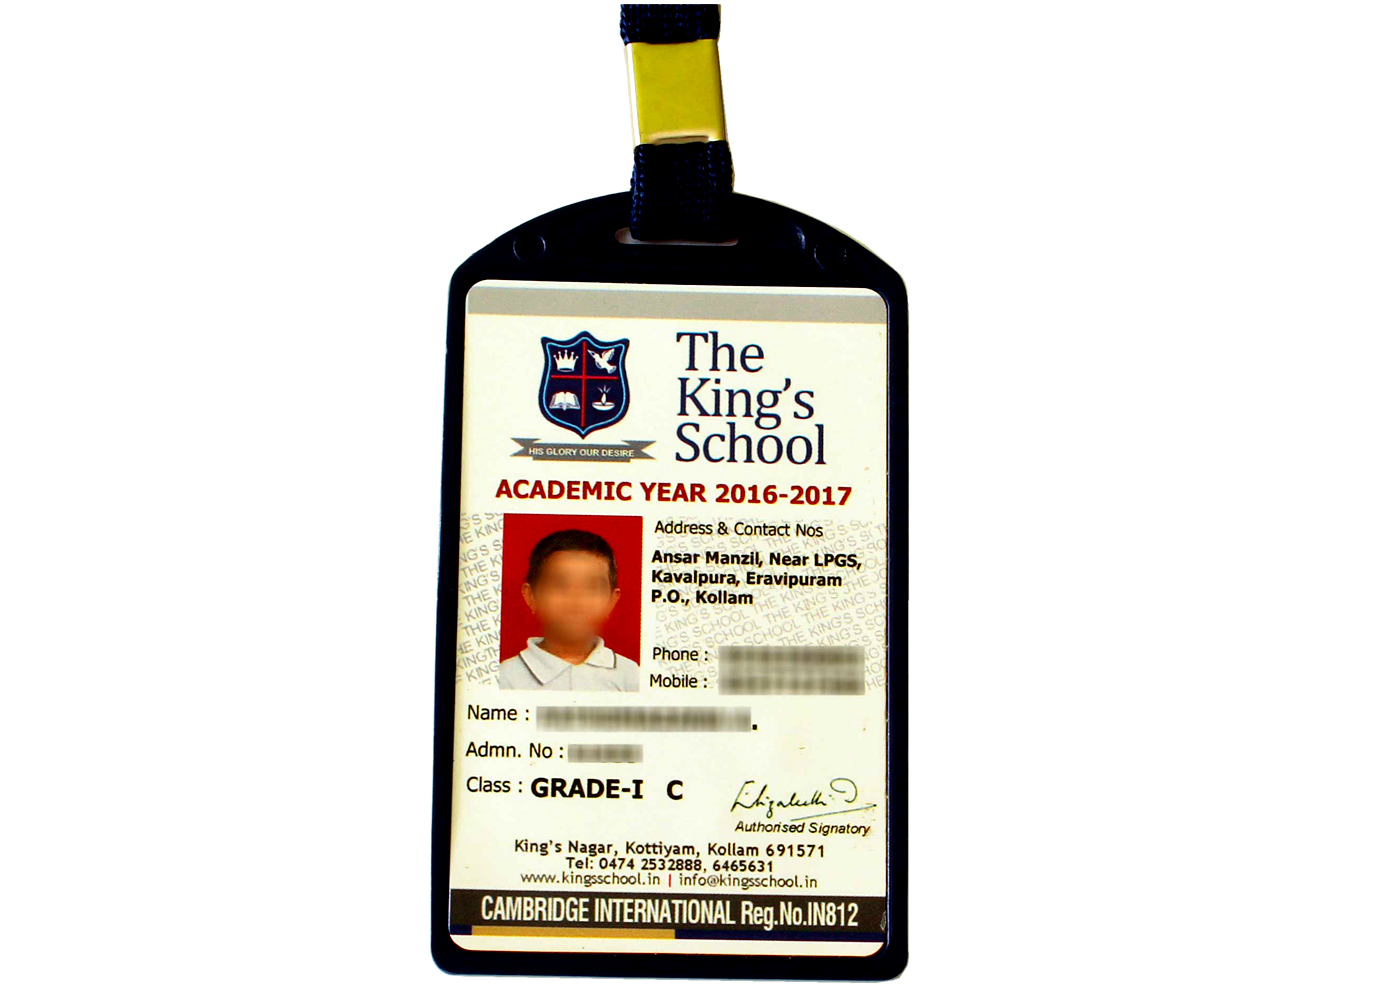 The
King's
School
HIS GLORY OUR DESIRE
ACADEMIC YEAR 2016-2017
Address & Contact Nos
Ansar Manzil, Near LPGS,
Kavalpura, Eravipuram
P.O., Kollam
Phone :
Mobile :
Name : .
Admn. No :
Class : GRADE-I C
Authorised Signatory
King's Nagar, Kottiyam, Kollam 691571
Tel: 0474 2532888, 6465631
www.kingsschool.in | info@kingsschool.in
CAMBRIDGE INTERNATIONAL Reg.No.IN812